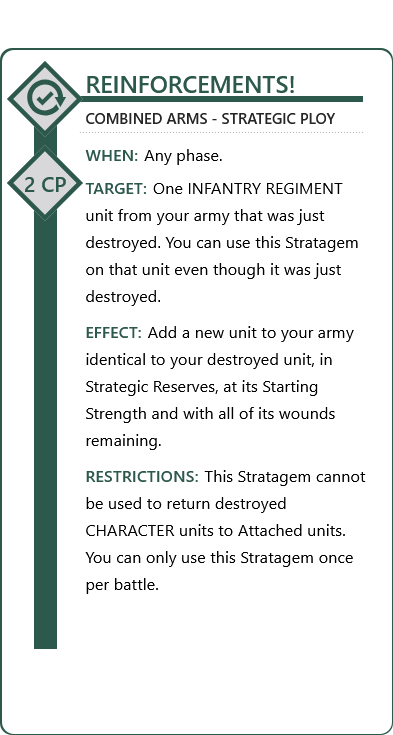 REINFORCEMENTS!
COMBINED ARMS - STRATEGIC PLOY
WHEN: Any phase.
2 CP
TARGET: One INFANTRY REGIMENT
unit from your army that was just
destroyed. You can use this Stratagem
on that unit even though it was just
destroyed.
EFFECT: Add a new unit to your army
identical to your destroyed unit, in
Strategic Reserves, at its Starting
Strength and with all of its wounds
remaining.
RESTRICTIONS: This Stratagem cannot
be used to return destroyed
CHARACTER units to Attached units.
You can only use this Stratagem once
per battle.